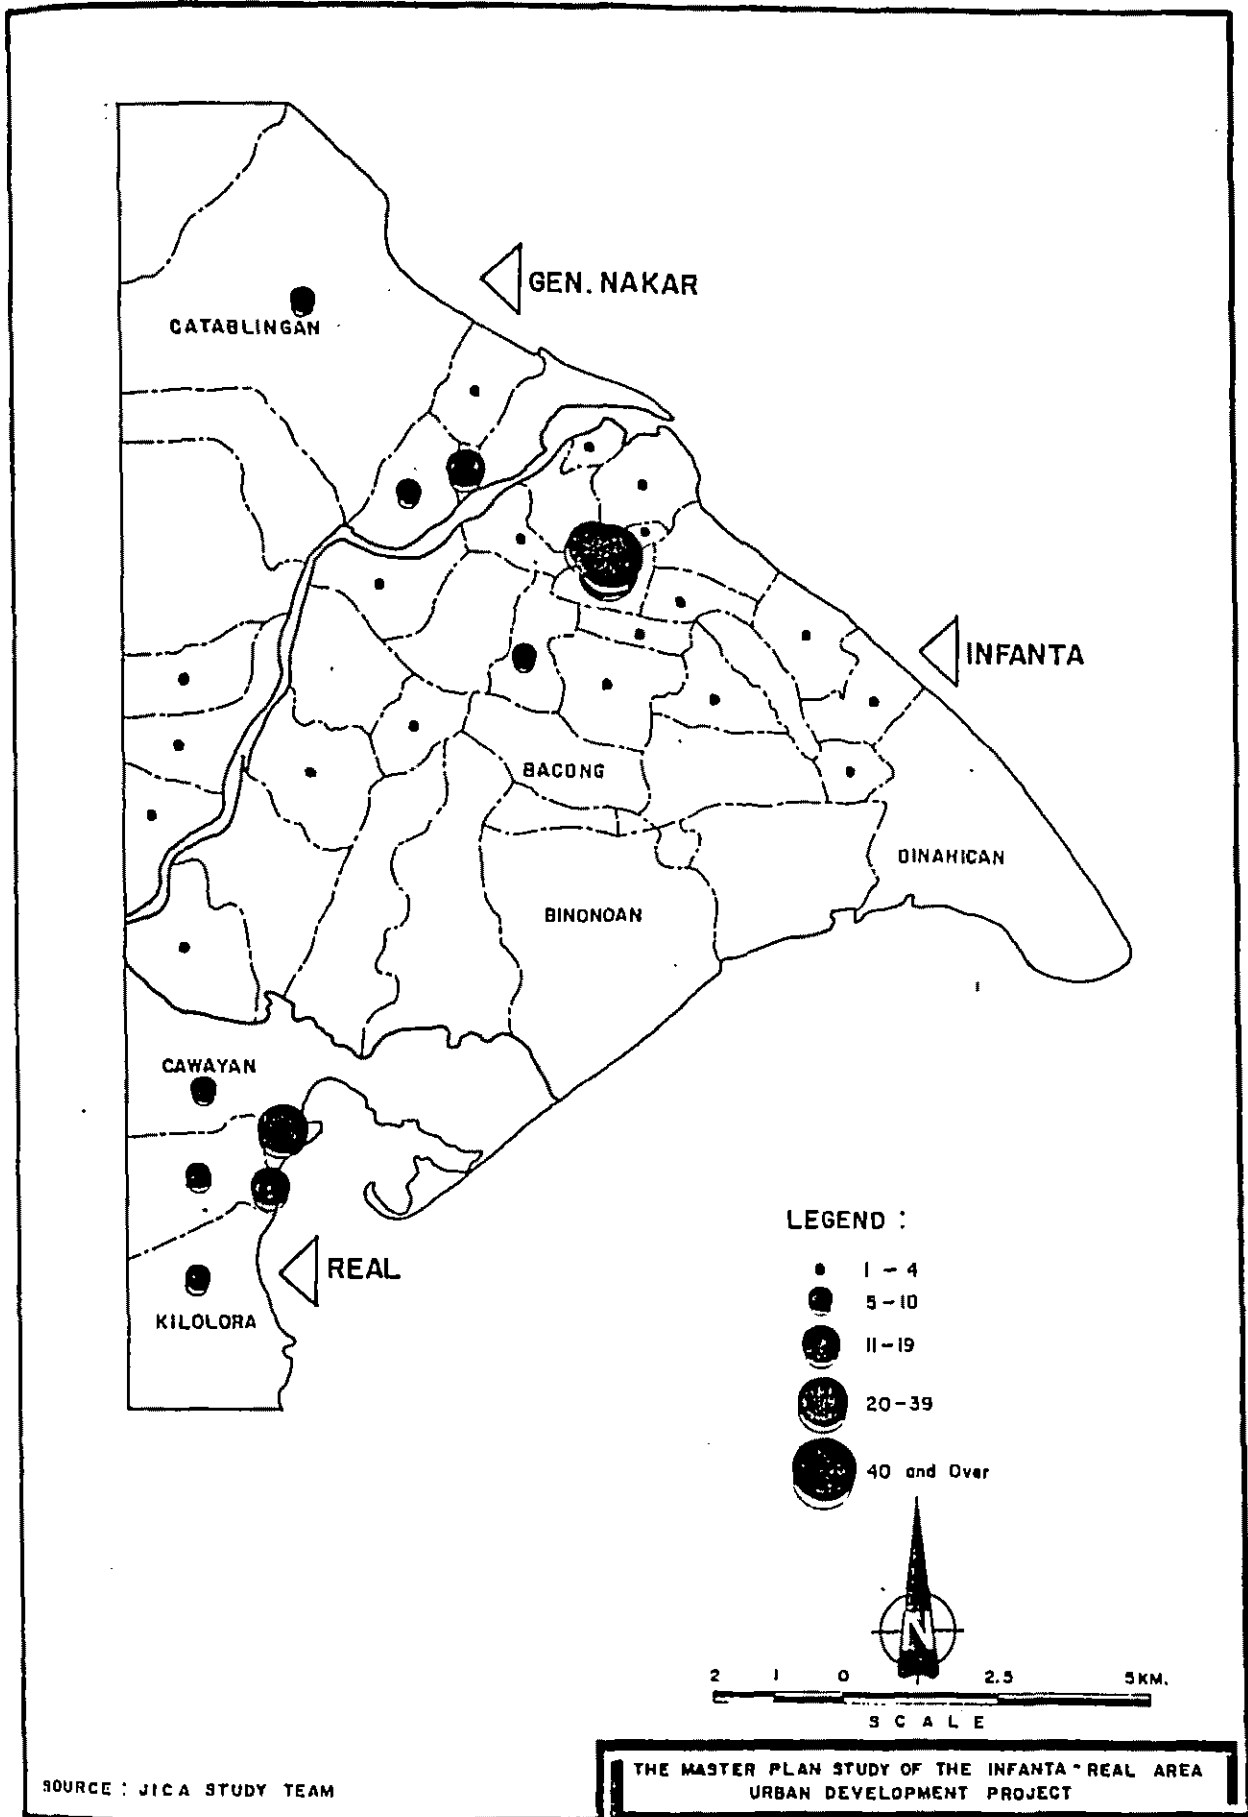 GEN. NAKAR
CATABLINGAN
INFANTA
BACONG
DINAHICAN
BINONOAN
CAWAYAN
REAL
KILOLORA
LEGEND :
1 - 4
5-10
11-19
20-39
40 and Over
N
2 1 0 2.5 5KM.
SCALE
SOURCE : JICA STUDY TEAM
THE MASTER PLAN STUDY OF THE INFANTA - REAL AREA
URBAN DEVELOPMENT PROJECT